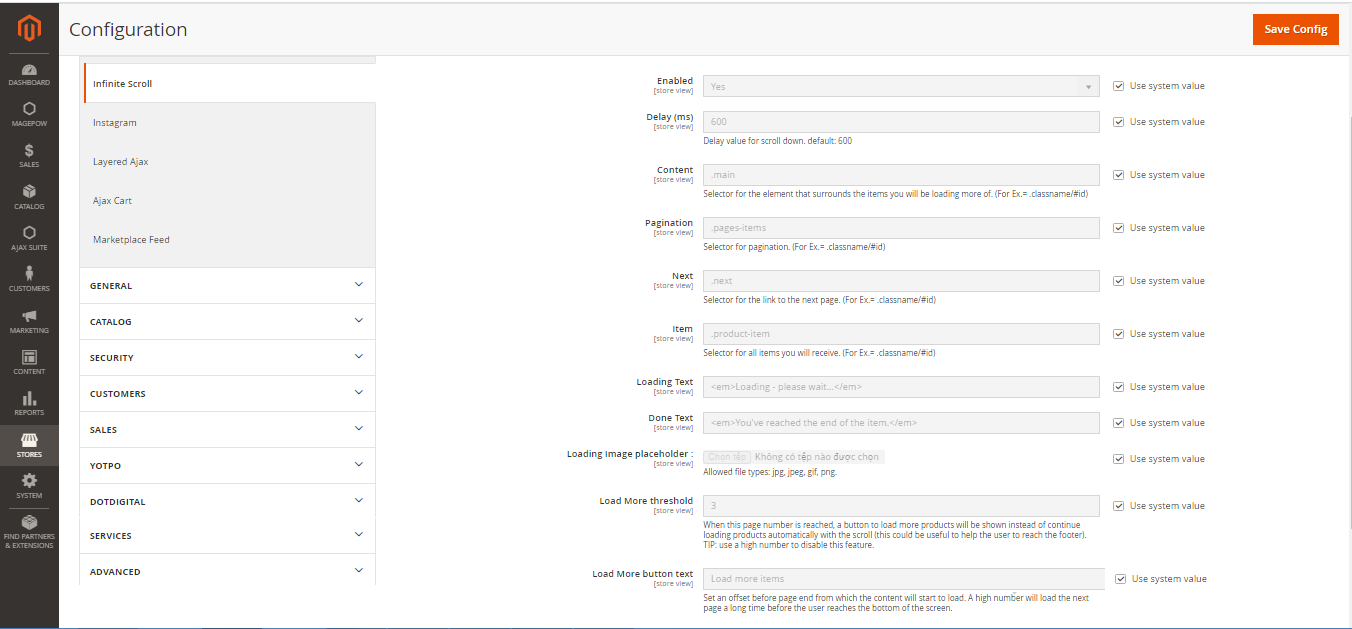 Configuration
Save Config
DASHBOARD
MAGEPOW
SALES
CATALOG
AJAX SUITE
CUSTOMERS
MARKETING
CONTENT
REPORTS
STORES
SYSTEM
FIND PARTNERS
& EXTENSIONS
Infinite Scroll
Instagram
Layered Ajax
Ajax Cart
Marketplace Feed
GENERAL
CATALOG
SECURITY
CUSTOMERS
SALES
YOTPO
DOTDIGITAL
SERVICES
ADVANCED
Enabled
[store view]
Yes
Use system value
Delay (ms)
[store view]
600
Use system value
Delay value for scroll down. default: 600
Content
[store view]
.main
Use system value
Selector for the element that surrounds the items you will be loading more of. (For Ex.= .classname/#id)
Pagination
[store view]
.pages-items
Use system value
Selector for pagination. (For Ex.= .classname/#id)
Next
[store view]
.next
Use system value
Selector for the link to the next page. (For Ex.= .classname/#id)
Item
[store view]
.product-item
Use system value
Selector for all items you will receive. (For Ex.= .classname/#id)
Loading Text
[store view]
<em>Loading - please wait...</em>
Use system value
Done Text
[store view]
<em>You've reached the end of the item.</em>
Use system value
Loading Image placeholder :
[store view]
Chọn tệp Không có tệp nào được chọn
Use system value
Allowed file types: jpg, jpeg, gif, png.
Load More threshold
[store view]
3
Use system value
When this page number is reached, a button to load more products will be shown instead of continue
loading products automatically with the scroll (this could be useful to help the user to reach the footer).
TIP: use a high number to disable this feature.
Load More button text
[store view]
Load more items
Use system value
Set an offset before page end from which the content will start to load. A high number will load the next
page a long time before the user reaches the bottom of the screen.